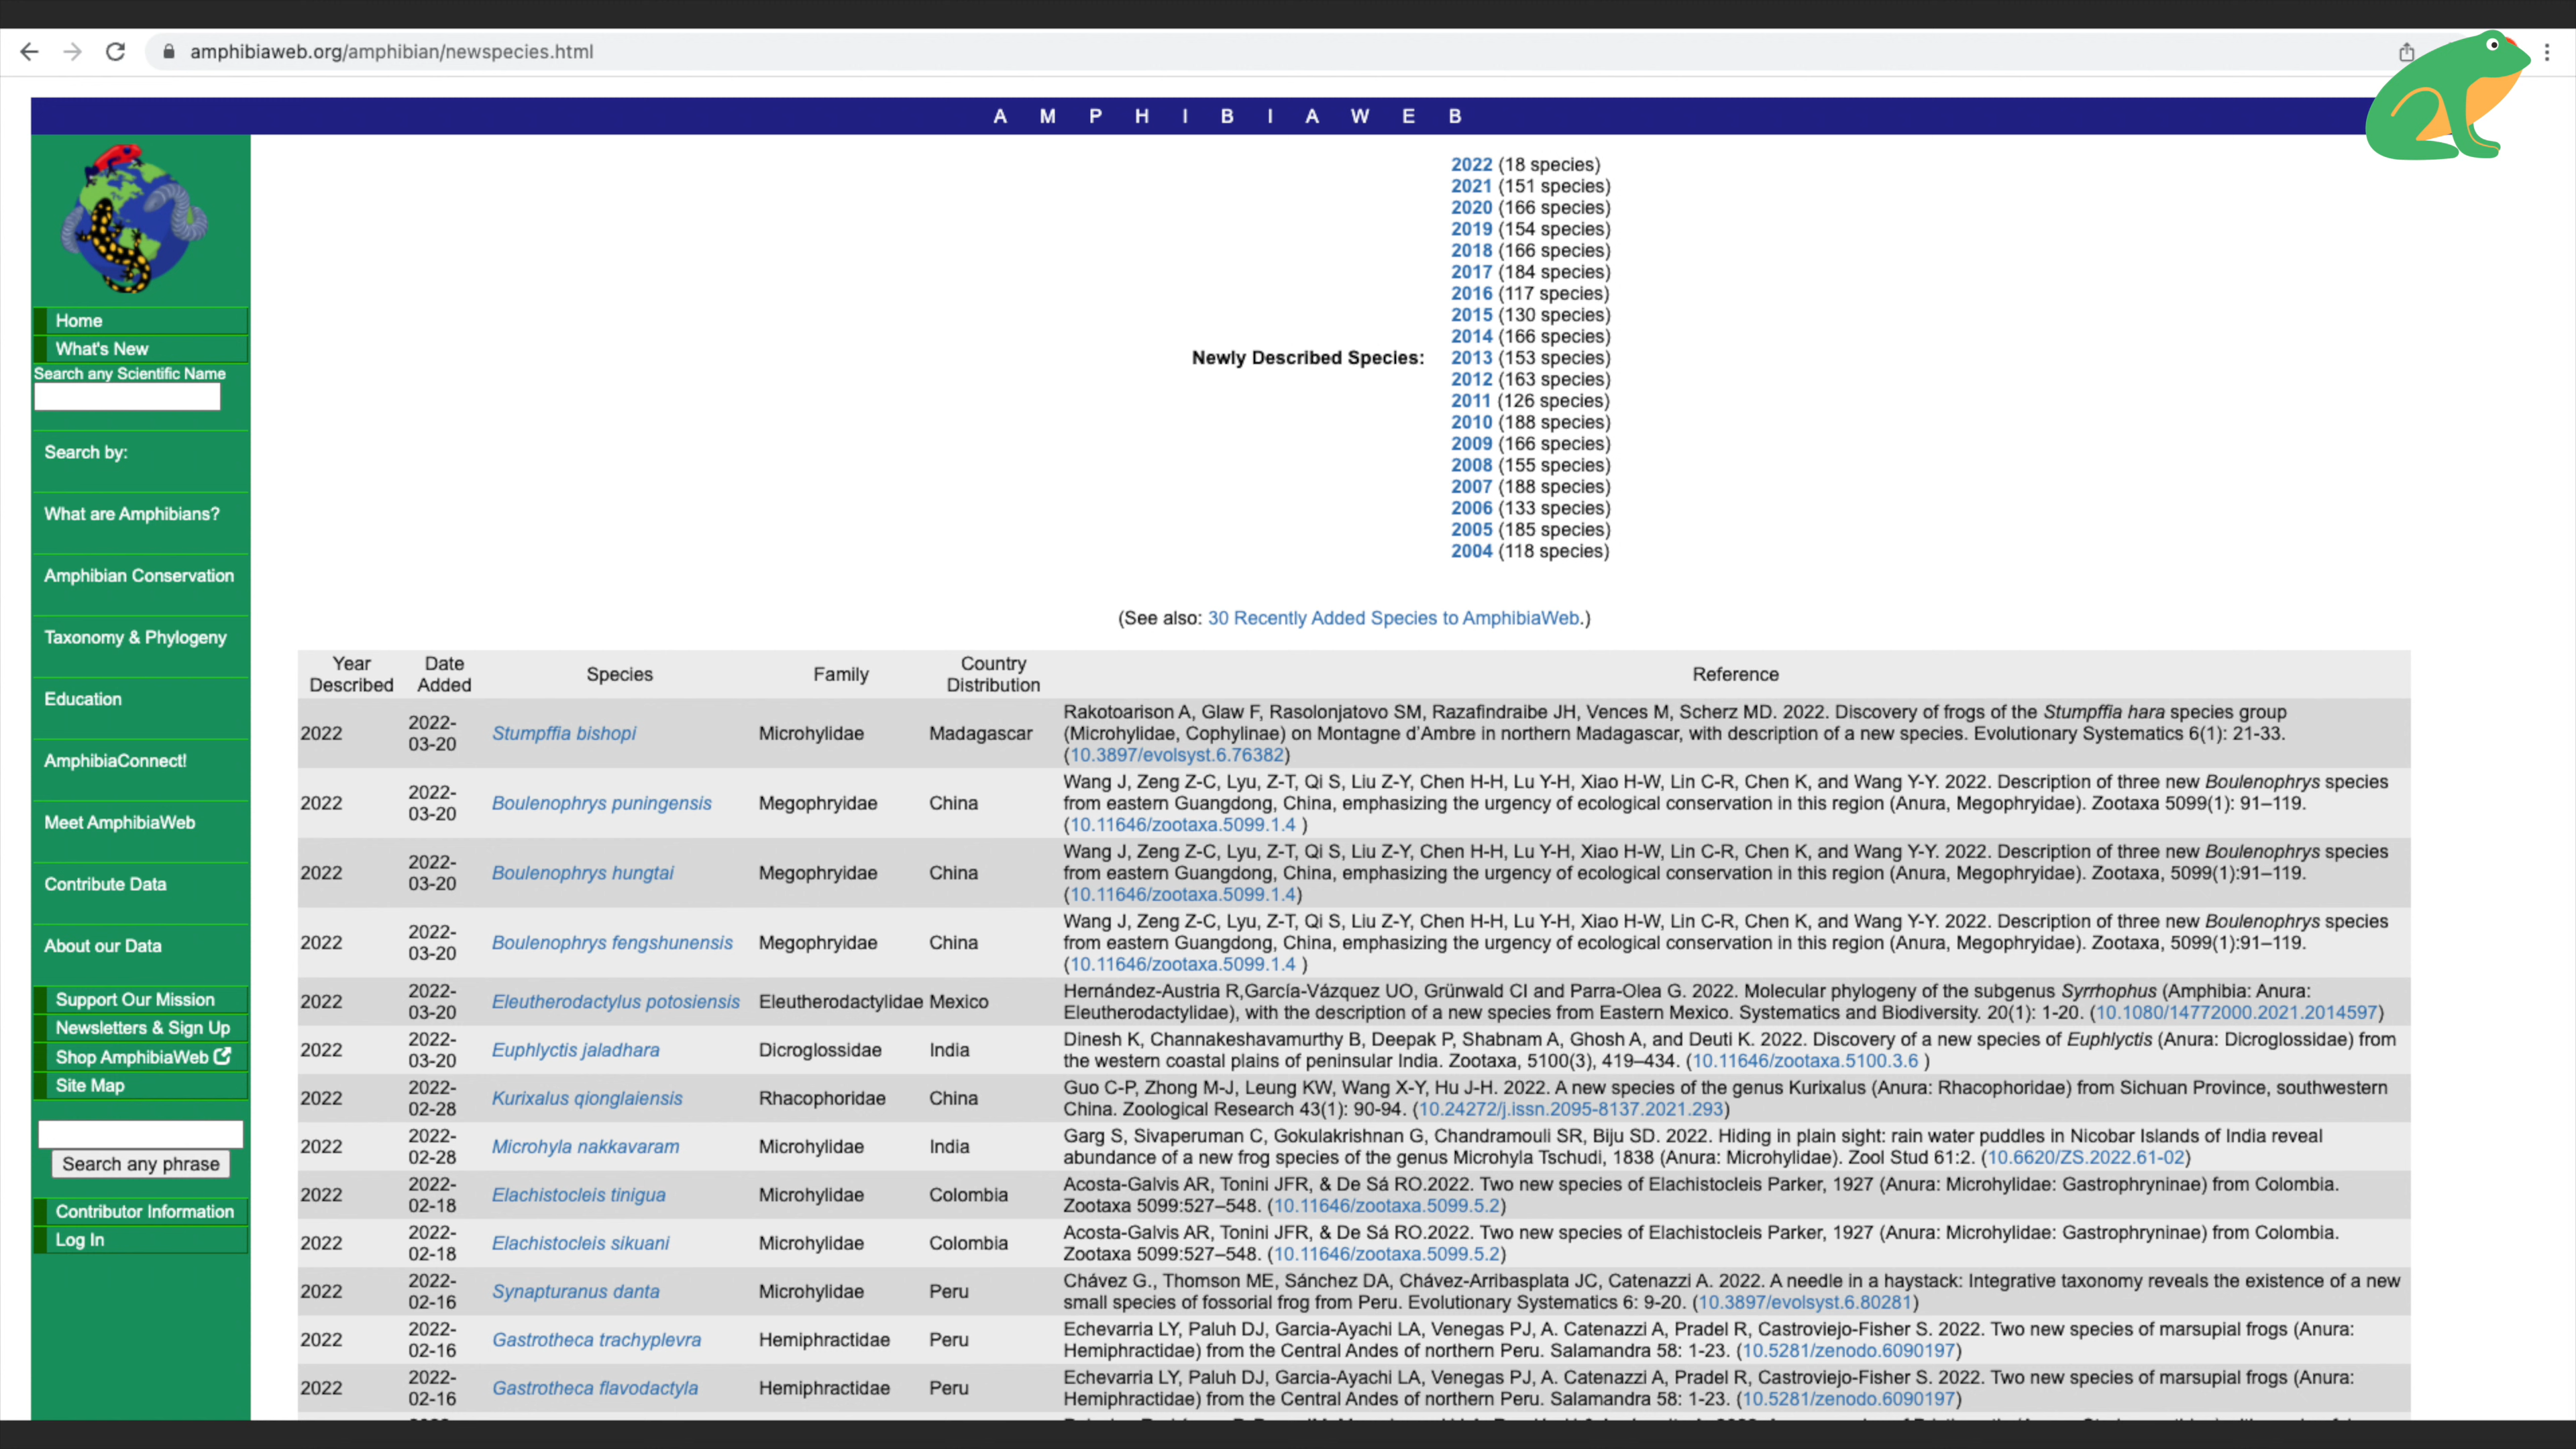 amphibiaweb.org/amphibian/newspecies.html
A M P H I B I A W E B
Home
What's New
Search any Scientific Name
Search by:
What are Amphibians?
Amphibian Conservation
Taxonomy & Phylogeny
Education
AmphibiaConnect!
Meet AmphibiaWeb
Contribute Data
About our Data
Support Our Mission
Newsletters & Sign Up
Shop AmphibiaWeb
Site Map
Search any phrase
Contributor Information
Log In
Newly Described Species:
2022 (18 species)
2021 (151 species)
2020 (166 species)
2019 (154 species)
2018 (166 species)
2017 (184 species)
2016 (117 species)
2015 (130 species)
2014 (166 species)
2013 (153 species)
2012 (163 species)
2011 (126 species)
2010 (188 species)
2009 (166 species)
2008 (155 species)
2007 (188 species)
2006 (133 species)
2005 (185 species)
2004 (118 species)
(See also: 30 Recently Added Species to AmphibiaWeb.)
Year Described Date Added Species Family Country Distribution Reference
2022 2022-03-20 Stumpffia bishopi Microhylidae Madagascar Rakotoarison A, Glaw F, Rasolonjatovo SM, Razafindraibe JH, Vences M, Scherz MD. 2022. Discovery of frogs of the Stumpffia hara species group
(Microhylidae, Cophylinae) on Montagne d'Ambre in northern Madagascar, with description of a new species. Evolutionary Systematics 6(1): 21-33.
(10.3897/evolsyst.6.76382)
2022 2022-03-20 Boulenophrys puningensis Megophryidae China Wang J, Zeng Z-C, Lyu, Z-T, Qi S, Liu Z-Y, Chen H-H, Lu Y-H, Xiao H-W, Lin C-R, Chen K, and Wang Y-Y. 2022. Description of three new Boulenophrys species
from eastern Guangdong, China, emphasizing the urgency of ecological conservation in this region (Anura, Megophryidae). Zootaxa 5099(1): 91–119.
(10.11646/zootaxa.5099.1.4 )
2022 2022-03-20 Boulenophrys hungtai Megophryidae China Wang J, Zeng Z-C, Lyu, Z-T, Qi S, Liu Z-Y, Chen H-H, Lu Y-H, Xiao H-W, Lin C-R, Chen K, and Wang Y-Y. 2022. Description of three new Boulenophrys species
from eastern Guangdong, China, emphasizing the urgency of ecological conservation in this region (Anura, Megophryidae). Zootaxa, 5099(1):91–119.
(10.11646/zootaxa.5099.1.4)
2022 2022-03-20 Boulenophrys fengshunensis Megophryidae China Wang J, Zeng Z-C, Lyu, Z-T, Qi S, Liu Z-Y, Chen H-H, Lu Y-H, Xiao H-W, Lin C-R, Chen K, and Wang Y-Y. 2022. Description of three new Boulenophrys species
from eastern Guangdong, China, emphasizing the urgency of ecological conservation in this region (Anura, Megophryidae). Zootaxa, 5099(1):91–119.
(10.11646/zootaxa.5099.1.4 )
2022 2022-03-20 Eleutherodactylus potosiensis Eleutherodactylidae Mexico Hernández-Austria R,García-Vázquez UO, Grünwald CI and Parra-Olea G. 2022. Molecular phylogeny of the subgenus Syrrhophus (Amphibia: Anura:
Eleutherodactylidae), with the description of a new species from Eastern Mexico. Systematics and Biodiversity. 20(1): 1-20. (10.1080/14772000.2021.2014597)
2022 2022-03-20 Euphlyctis jaladhara Dicroglossidae India Dinesh K, Channakeshavamurthy B, Deepak P, Shabnam A, Ghosh A, and Deuti K. 2022. Discovery of a new species of Euphlyctis (Anura: Dicroglossidae) from
the western coastal plains of peninsular India. Zootaxa, 5100(3), 419–434. (10.11646/zootaxa.5100.3.6 )
2022 2022-02-28 Kurixalus qionglaiensis Rhacophoridae China Guo C-P, Zhong M-J, Leung KW, Wang X-Y, Hu J-H. 2022. A new species of the genus Kurixalus (Anura: Rhacophoridae) from Sichuan Province, southwestern
China. Zoological Research 43(1): 90-94. (10.24272/j.issn.2095-8137.2021.293)
2022 2022-02-28 Microhyla nakkavaram Microhylidae India Garg S, Sivaperuman C, Gokulakrishnan G, Chandramouli SR, Biju SD. 2022. Hiding in plain sight: rain water puddles in Nicobar Islands of India reveal
abundance of a new frog species of the genus Microhyla Tschudi, 1838 (Anura: Microhylidae). Zool Stud 61:2. (10.6620/ZS.2022.61-02)
2022 2022-02-18 Elachistocleis tinigua Microhylidae Colombia Acosta-Galvis AR, Tonini JFR, & De Sá RO.2022. Two new species of Elachistocleis Parker, 1927 (Anura: Microhylidae: Gastrophryninae) from Colombia.
Zootaxa 5099:527–548. (10.11646/zootaxa.5099.5.2)
2022 2022-02-18 Elachistocleis sikuani Microhylidae Colombia Acosta-Galvis AR, Tonini JFR, & De Sá RO.2022. Two new species of Elachistocleis Parker, 1927 (Anura: Microhylidae: Gastrophryninae) from Colombia.
Zootaxa 5099:527–548. (10.11646/zootaxa.5099.5.2)
2022 2022-02-16 Synapturanus danta Microhylidae Peru Chávez G., Thomson ME, Sánchez DA, Chávez-Arribasplata JC, Catenazzi A. 2022. A needle in a haystack: Integrative taxonomy reveals the existence of a new
small species of fossorial frog from Peru. Evolutionary Systematics 6: 9-20. (10.3897/evolsyst.6.80281)
2022 2022-02-16 Gastrotheca trachyplevra Hemiphractidae Peru Echevarria LY, Paluh DJ, Garcia-Ayachi LA, Venegas PJ, A. Catenazzi A, Pradel R, Castroviejo-Fisher S. 2022. Two new species of marsupial frogs (Anura:
Hemiphractidae) from the Central Andes of northern Peru. Salamandra 58: 1-23. (10.5281/zenodo.6090197)
2022 2022-02-16 Gastrotheca flavodactyla Hemiphractidae Peru Echevarria LY, Paluh DJ, Garcia-Ayachi LA, Venegas PJ, A. Catenazzi A, Pradel R, Castroviejo-Fisher S. 2022. Two new species of marsupial frogs (Anura:
Hemiphractidae) from the Central Andes of northern Peru. Salamandra 58: 1-23. (10.5281/zenodo.6090197)